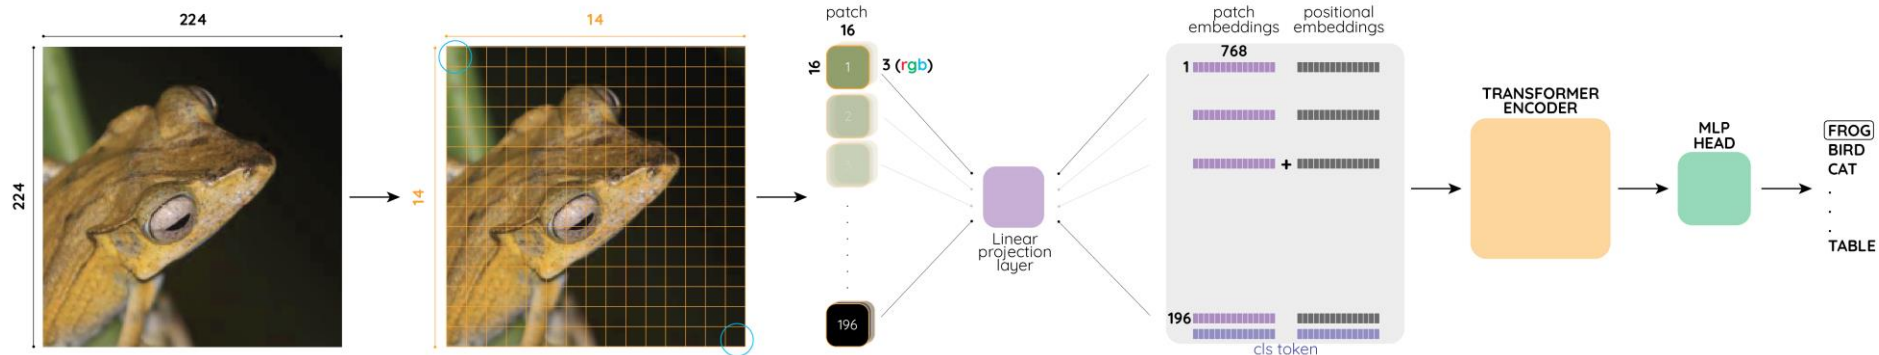 224
224
14
14
patch
16
16
3 (rgb)
1
2
196
Linear
projection
layer
patch
embeddings
positional
embeddings
768
1
+
196
cls token
TRANSFORMER
ENCODER
MLP
HEAD
FROG
BIRD
CAT
.
.
.
TABLE